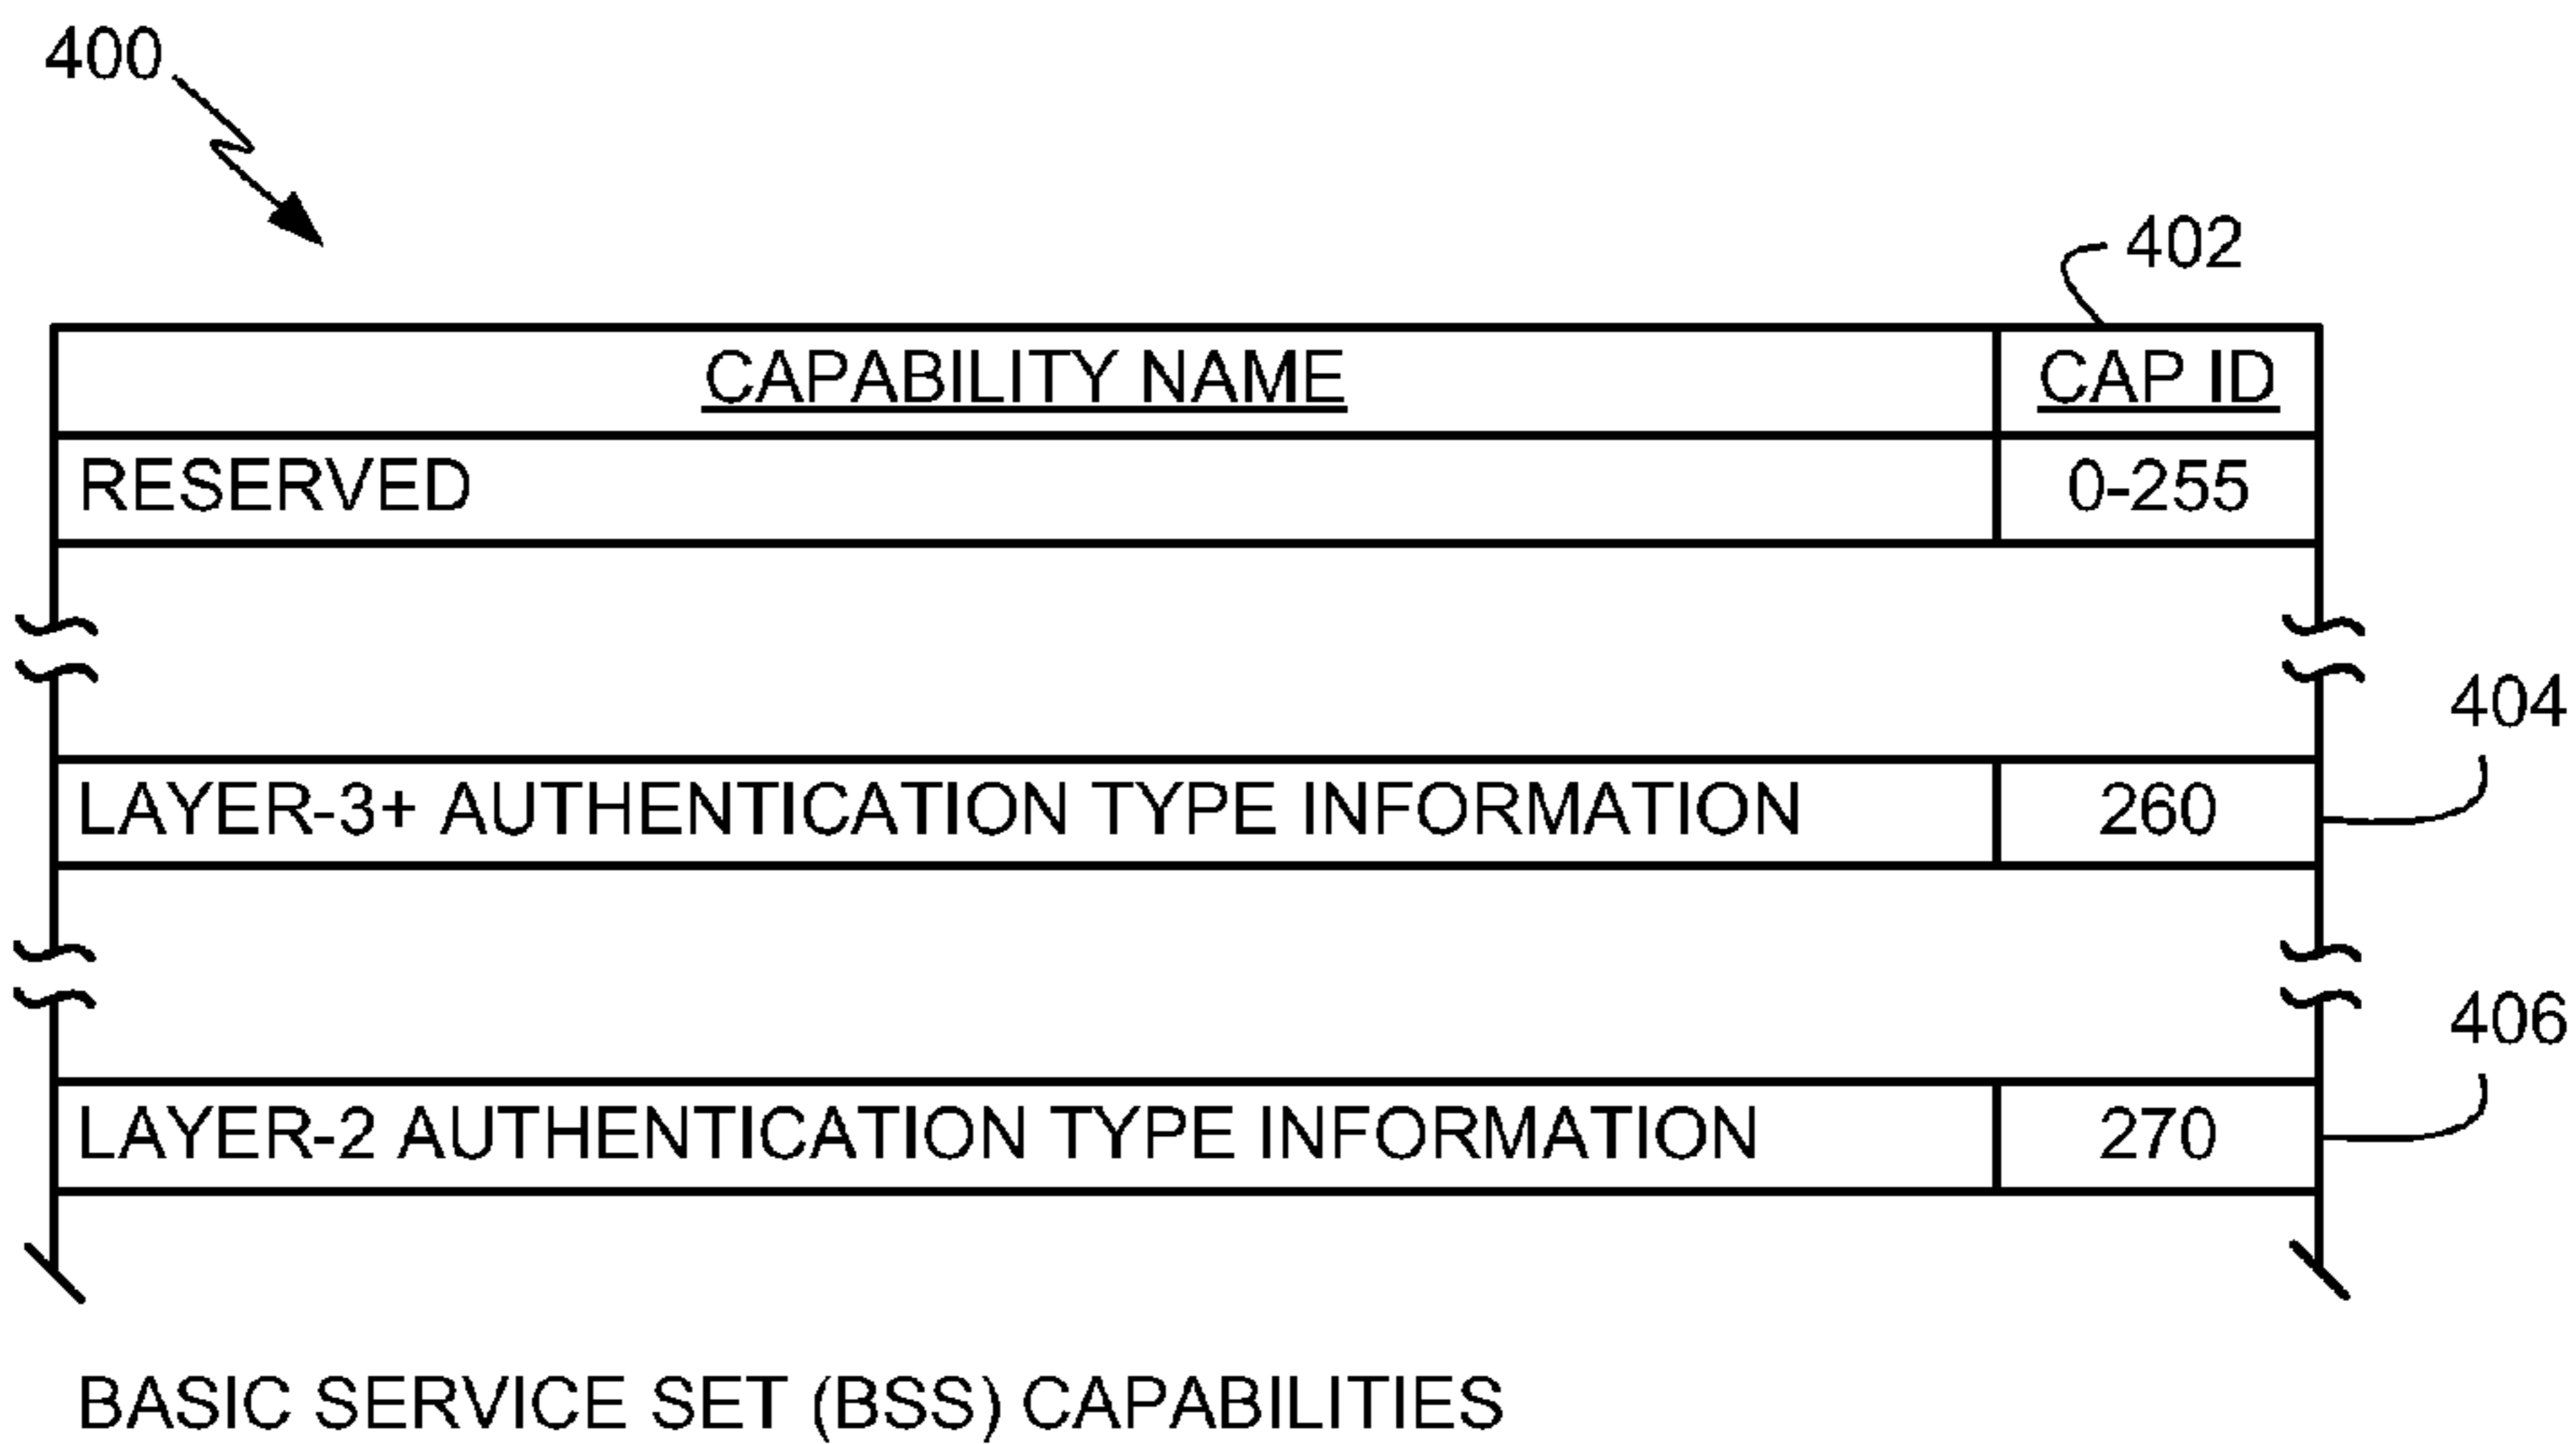 400
402
CAPABILITY NAME CAP ID
RESERVED 0-255
404
LAYER-3+ AUTHENTICATION TYPE INFORMATION 260
406
LAYER-2 AUTHENTICATION TYPE INFORMATION 270
BASIC SERVICE SET (BSS) CAPABILITIES